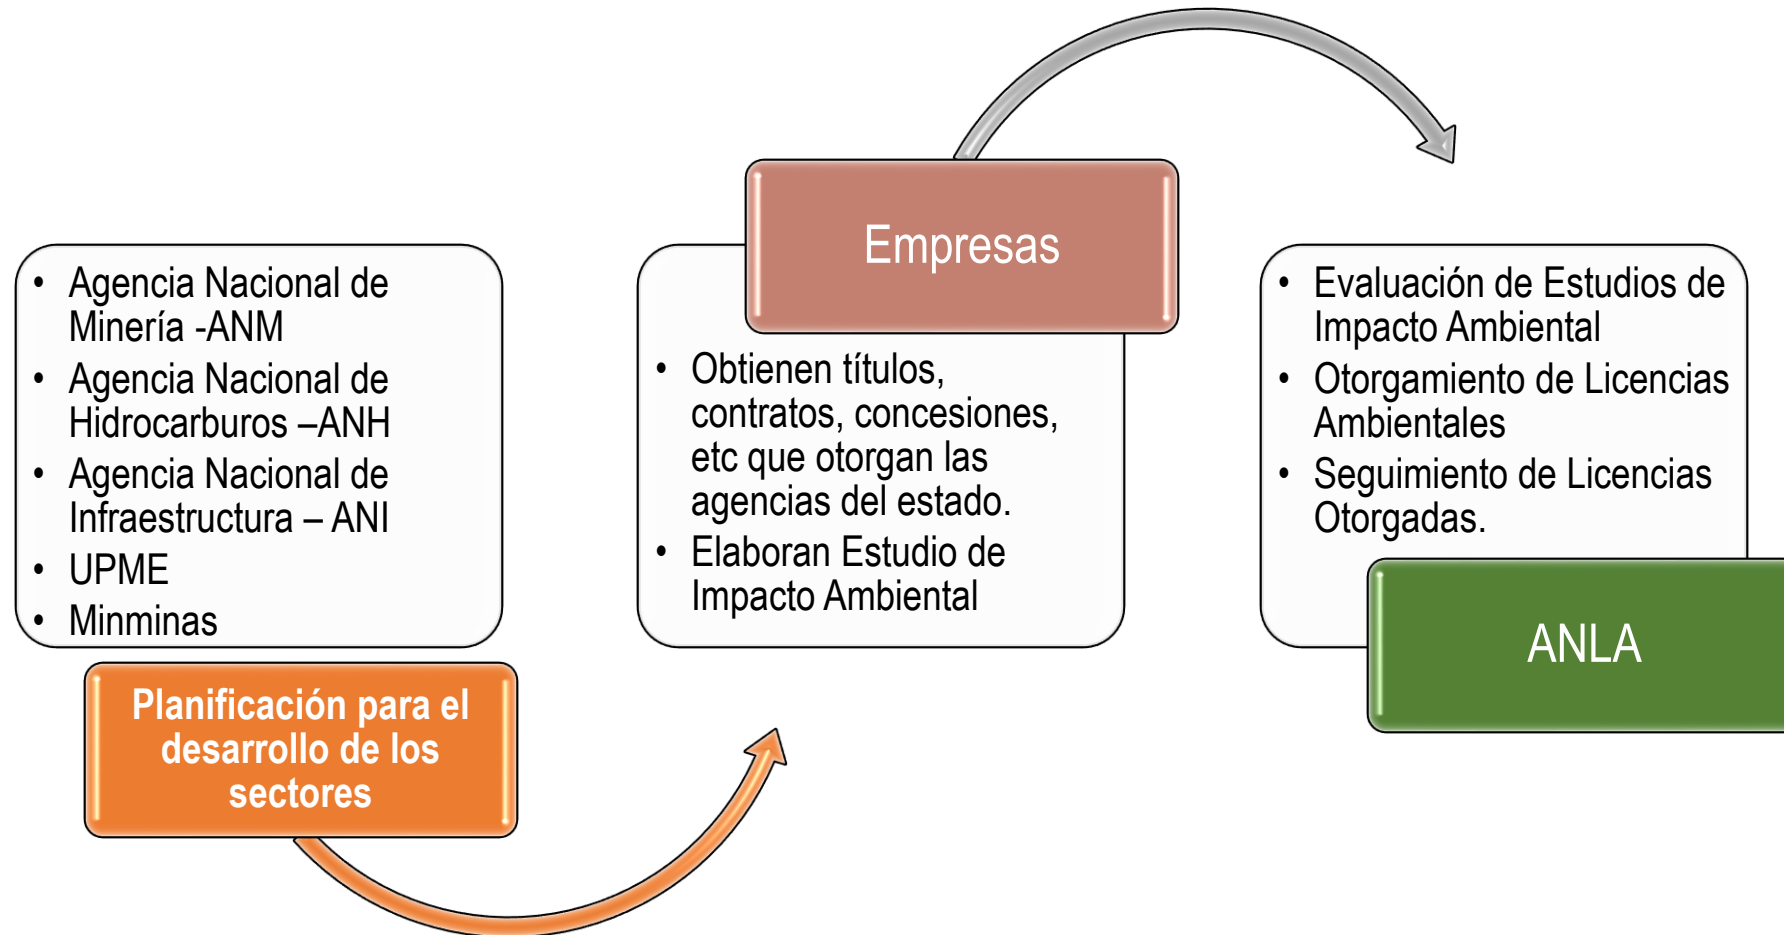 • Agencia Nacional de
Minería -ANM
• Agencia Nacional de
Hidrocarburos –ANH
• Agencia Nacional de
Infraestructura – ANI
• UPME
• Minminas
Planificación para el
desarrollo de los
sectores
Empresas
• Obtienen títulos,
contratos, concesiones,
etc que otorgan las
agencias del estado.
• Elaboran Estudio de
Impacto Ambiental
• Evaluación de Estudios de
Impacto Ambiental
• Otorgamiento de Licencias
Ambientales
• Seguimiento de Licencias
Otorgadas.
ANLA